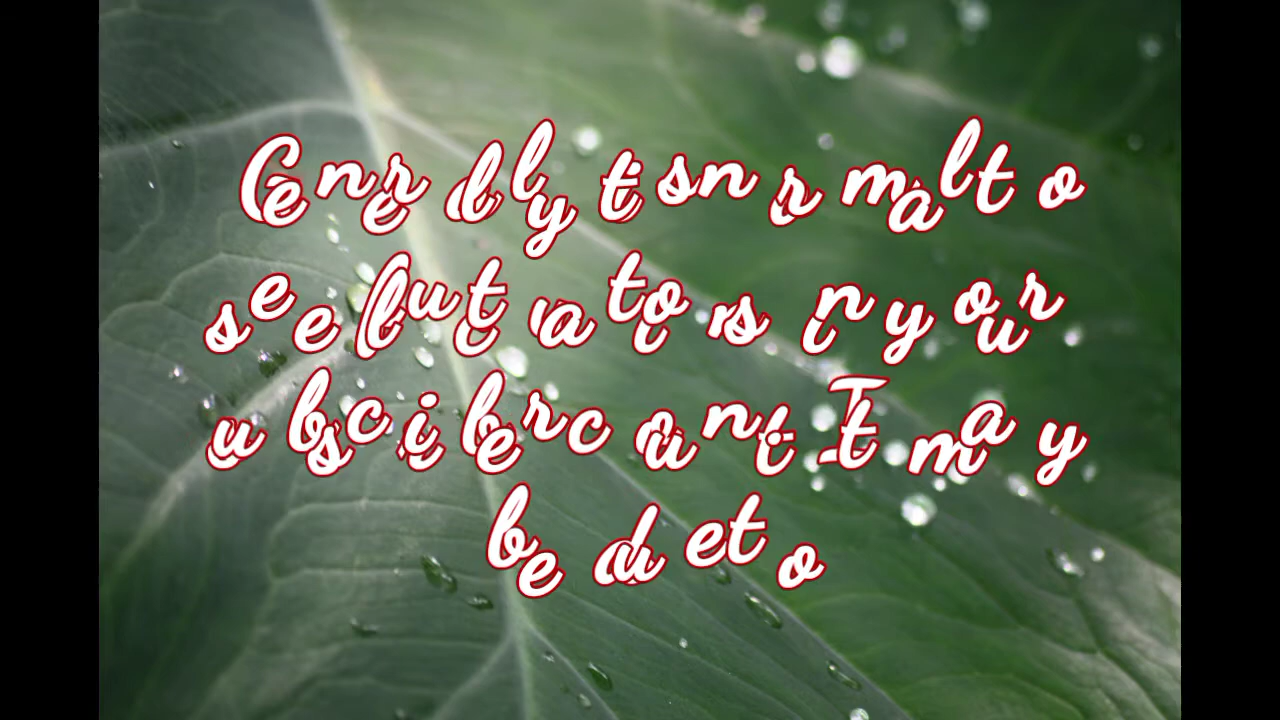 Generally its normal to
see fluctuations in your
subscriber count It may
be due to